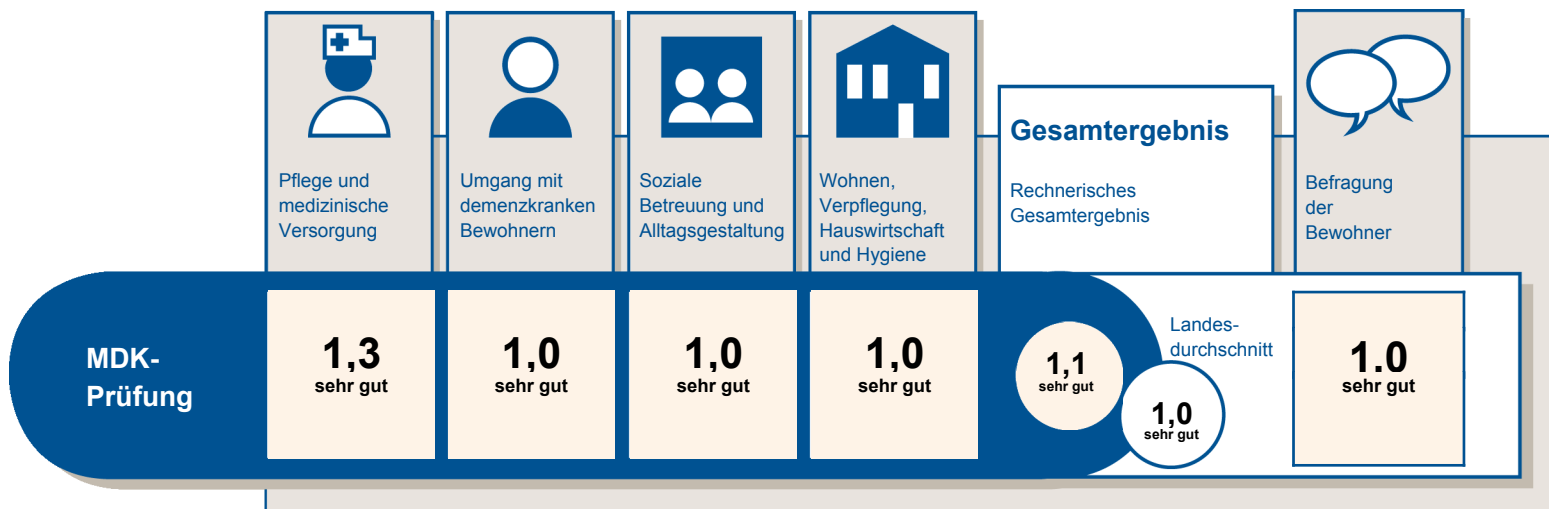 Pflege und
medizinische
Versorgung
Umgang mit
demenzkranken
Bewohnern
Soziale
Betreuung und
Alltagsgestaltung
Wohnen,
Verpflegung,
Hauswirtschaft
und Hygiene
Gesamtergebnis
Rechnerisches
Gesamtergebnis
Befragung
der
Bewohner
MDK-
Prüfung
1,3
sehr gut
1,0
sehr gut
1,0
sehr gut
1,0
sehr gut
1,1
sehr gut
Landes-
durchschnitt
1,0
sehr gut
1.0
sehr gut